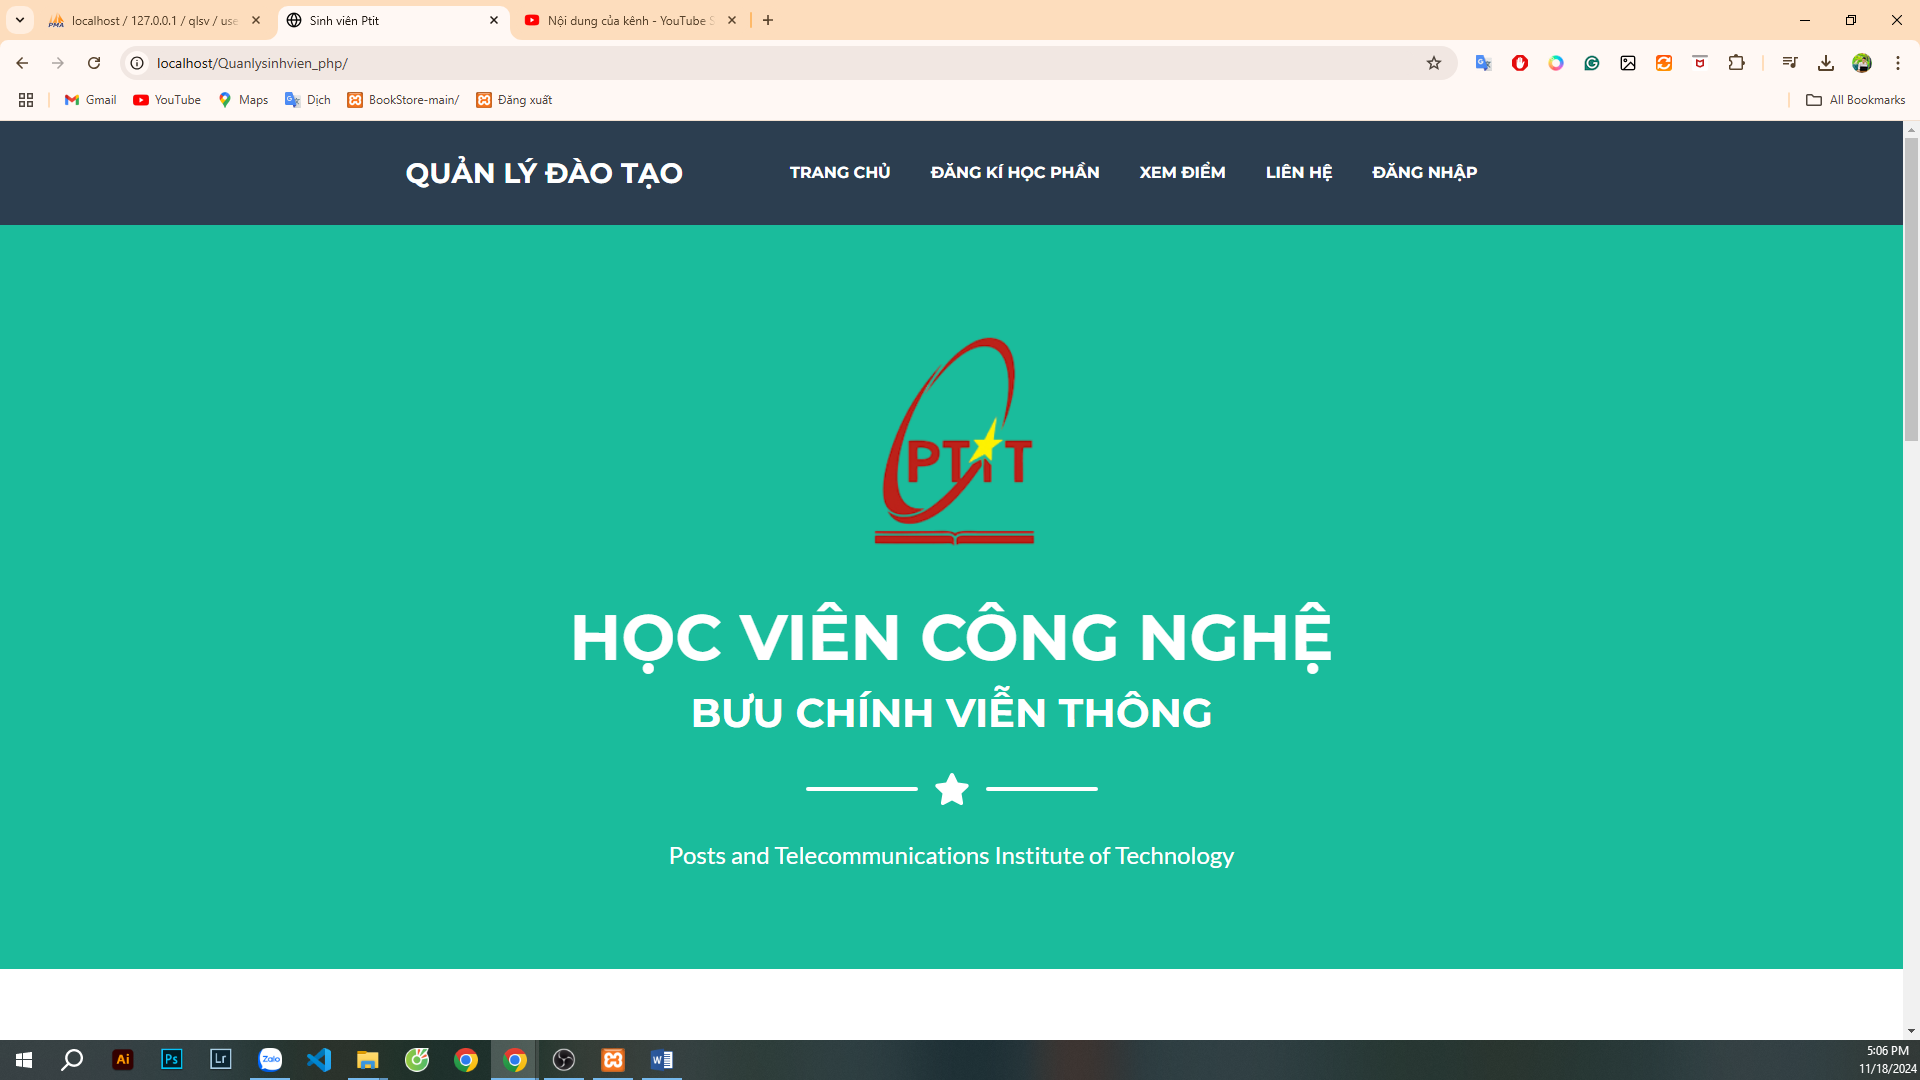 localhost / 127.0.0.1 / qlsv / use
Sinh viên Ptit
Nội dung của kênh - YouTube S
localhost/Quanlysinhvien_php/
Gmail
YouTube
Maps
Dịch
BookStore-main/
Đăng xuất
All Bookmarks
QUẢN LÝ ĐÀO TẠO
TRANG CHỦ
ĐĂNG KÍ HỌC PHẦN
XEM ĐIỂM
LIÊN HỆ
ĐĂNG NHẬP
PTIT
HỌC VIÊN CÔNG NGHỆ
BƯU CHÍNH VIỄN THÔNG
Posts and Telecommunications Institute of Technology
Ai
Ps
Lr
Zalo
5:06 PM
11/18/2024